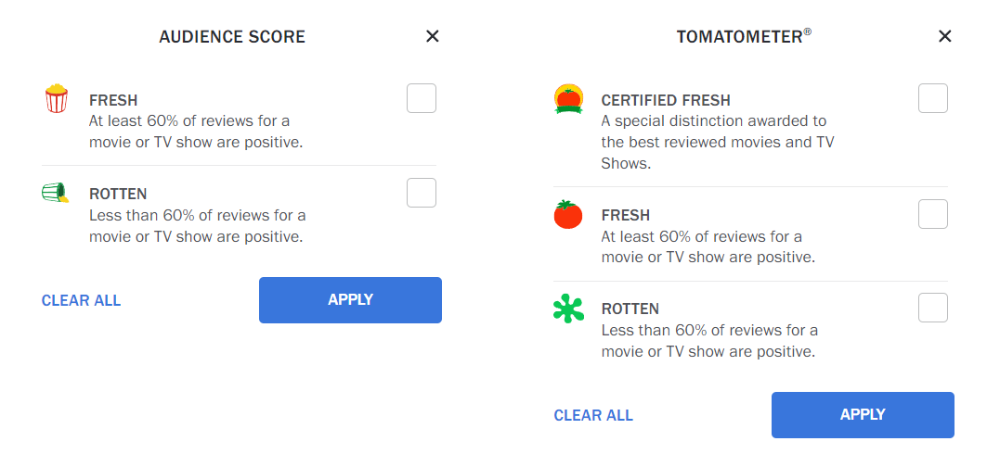 AUDIENCE SCORE
FRESH
At least 60% of reviews for a
movie or TV show are positive.
ROTTEN
Less than 60% of reviews for a
movie or TV show are positive.
CLEAR ALL
APPLY
TOMATOMETER®
CERTIFIED FRESH
A special distinction awarded to
the best reviewed movies and TV
Shows.
FRESH
At least 60% of reviews for a
movie or TV show are positive.
ROTTEN
Less than 60% of reviews for a
movie or TV show are positive.
CLEAR ALL
APPLY